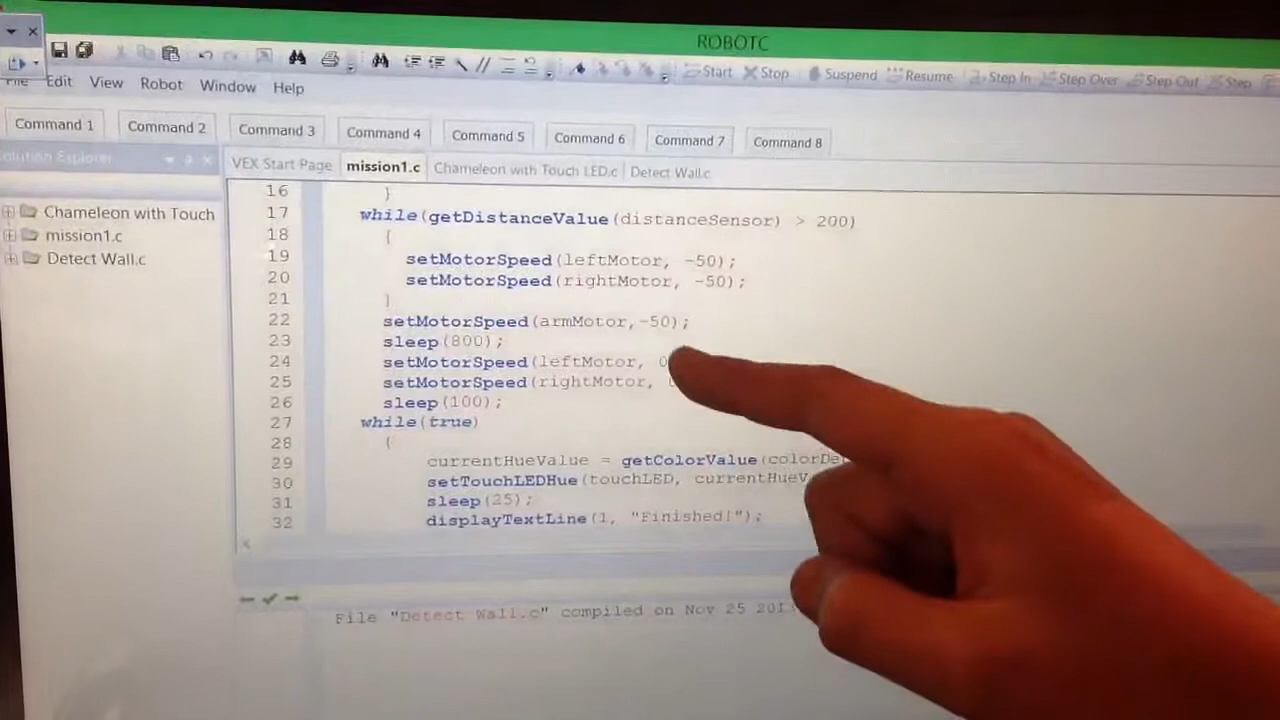 ROBOTC
Start Stop Suspend Resume Step In Step Over Step Out Step
File Edit View Robot Window Help
Command 1 Command 2 Command 3 Command 4 Command 5 Command 6 Command 7 Command 8
Solution Explorer
VEX Start Page mission1.c Chameleon with Touch LED.c Detect Wall.c
Chameleon with Touch
mission1.c
Detect Wall.c
16 }
17 while(getDistanceValue(distanceSensor) > 200)
18 {
19 setMotorSpeed(leftMotor, -50);
20 setMotorSpeed(rightMotor, -50);
21 }
22 setMotorSpeed(armMotor,-50);
23 sleep(800);
24 setMotorSpeed(leftMotor, 0
25 setMotorSpeed(rightMotor,
26 sleep(100);
27 while(true)
28 {
29 currentHueValue = getColorValue(colorDe
30 setTouchLEDHue(touchLED, currentHueV
31 sleep(25);
32 displayTextLine(1, "Finished!");
File "Detect Wall.c" compiled on Nov 25